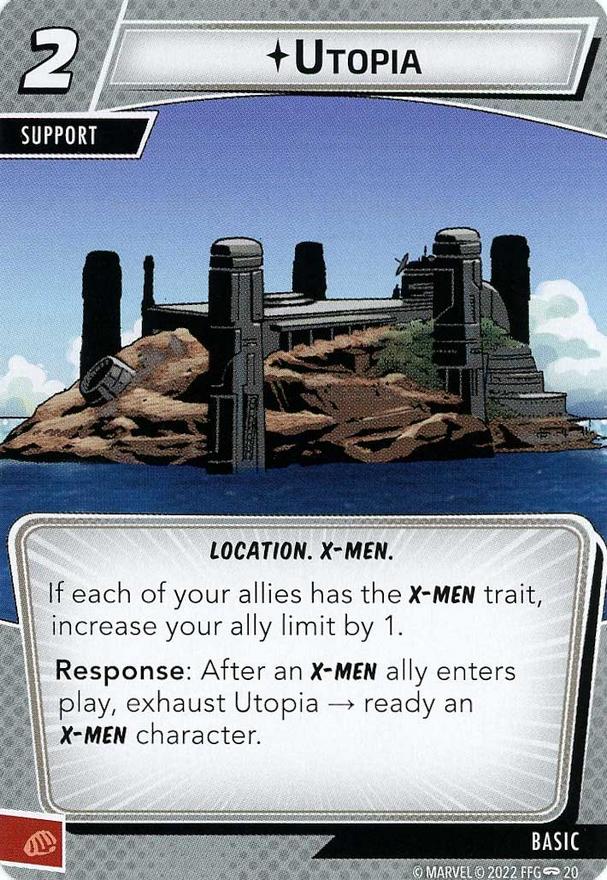 2
Utopia
SUPPORT
LOCATION. X-MEN.
If each of your allies has the X-MEN trait,
increase your ally limit by 1.
Response: After an X-MEN ally enters
play, exhaust Utopia → ready an
X-MEN character.
BASIC
© MARVEL © 2022 FFG 20